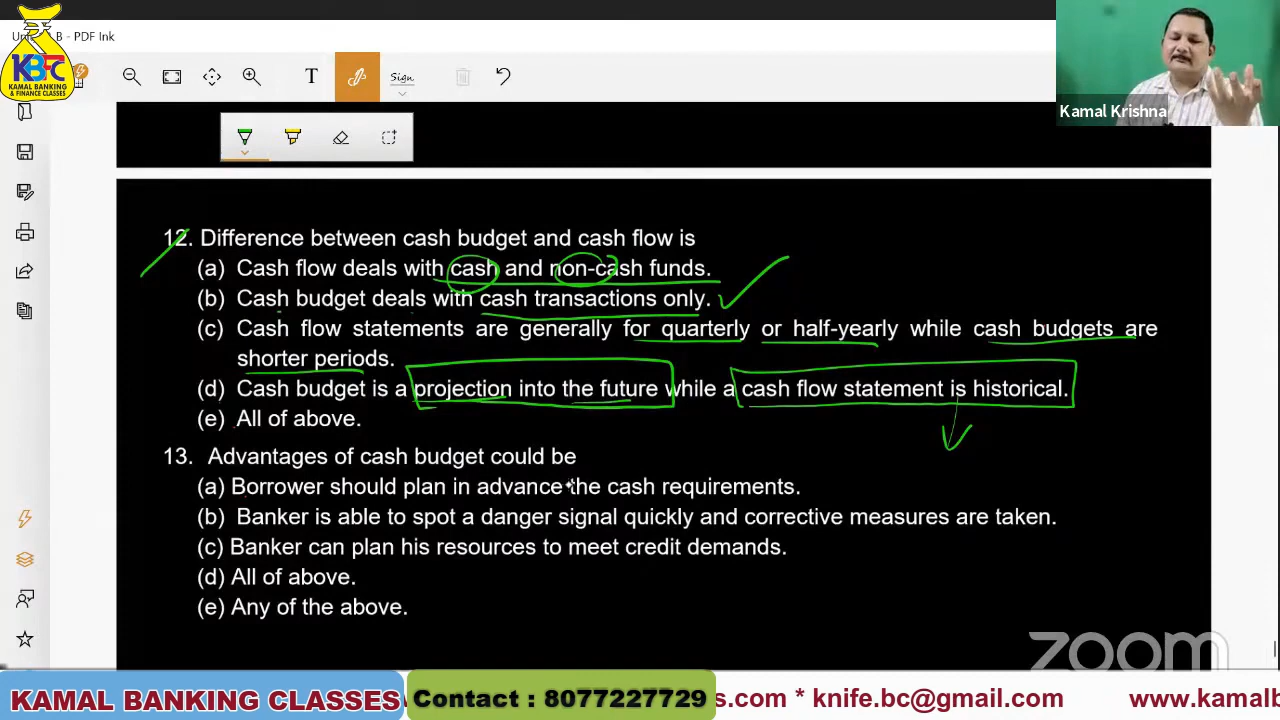 Un
B - PDF Ink
KB C
KAMAL BANKING
& FINANCE CLASSES
T
Sign
Kamal Krishna
12. Difference between cash budget and cash flow is
(a) Cash flow deals with cash and non-cash funds.
(b) Cash budget deals with cash transactions only.
(c) Cash flow statements are generally for quarterly or half-yearly while cash budgets are
shorter periods.
(d) Cash budget is a projection into the future while a cash flow statement is historical.
(e) All of above.
13. Advantages of cash budget could be
(a) Borrower should plan in advance the cash requirements.
(b) Banker is able to spot a danger signal quickly and corrective measures are taken.
(c) Banker can plan his resources to meet credit demands.
(d) All of above.
(e) Any of the above.
zoom
KAMAL BANKING CLASSES Contact : 8077227729 s.com * knife.bc@gmail.com www.kamalb